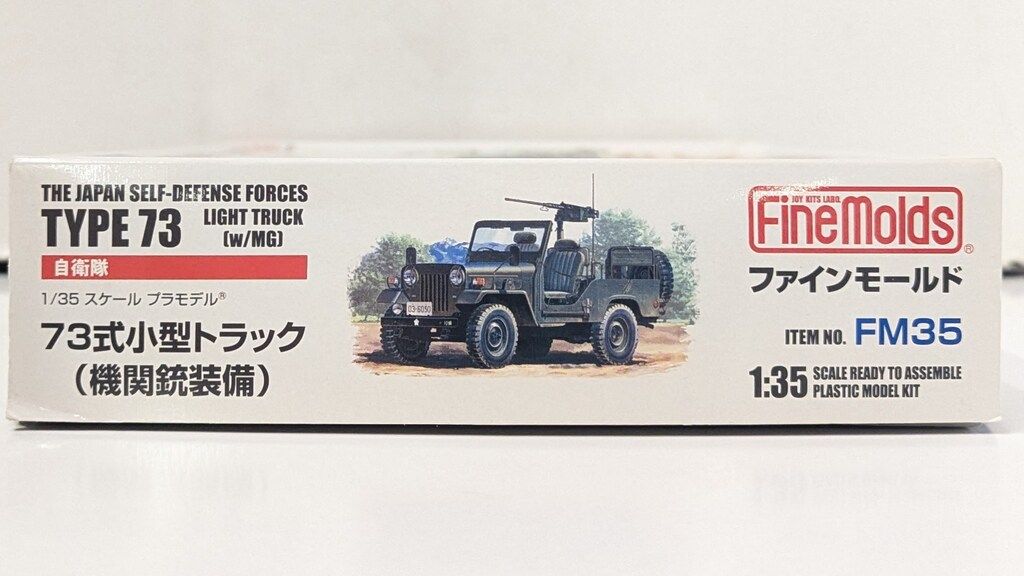 THE JAPAN SELF-DEFENSE FORCES
TYPE 73 LIGHT TRUCK
(w/MG)
自衛隊
1/35 スケール プラモデル®
73式小型トラック
(機関銃装備)
03-6050
JOY KITS LABO.
FineMolds®
ファインモールド
ITEM NO. FM35
1:35 SCALE READY TO ASSEMBLE
PLASTIC MODEL KIT